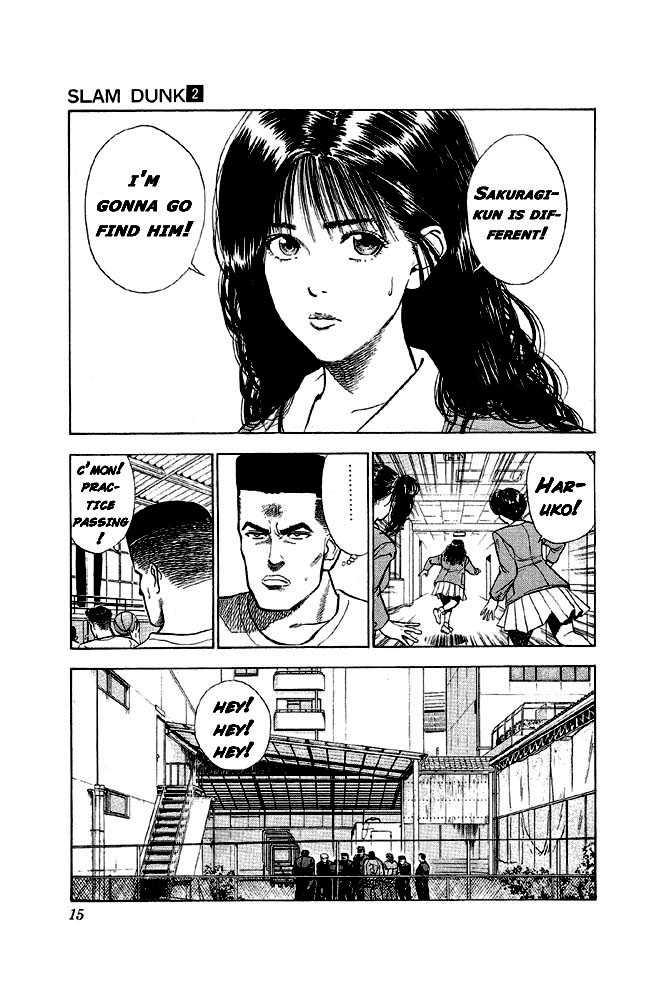 SLAM DUNK 2
SAKURAGI-
KUN IS DIF-
FERENT!
I'M
GONNA GO
FIND HIM!
HAR-
UKO!
..........
C'MON!
PRAC-
TICE
PASSING
!
HEY!
HEY!
HEY!
15